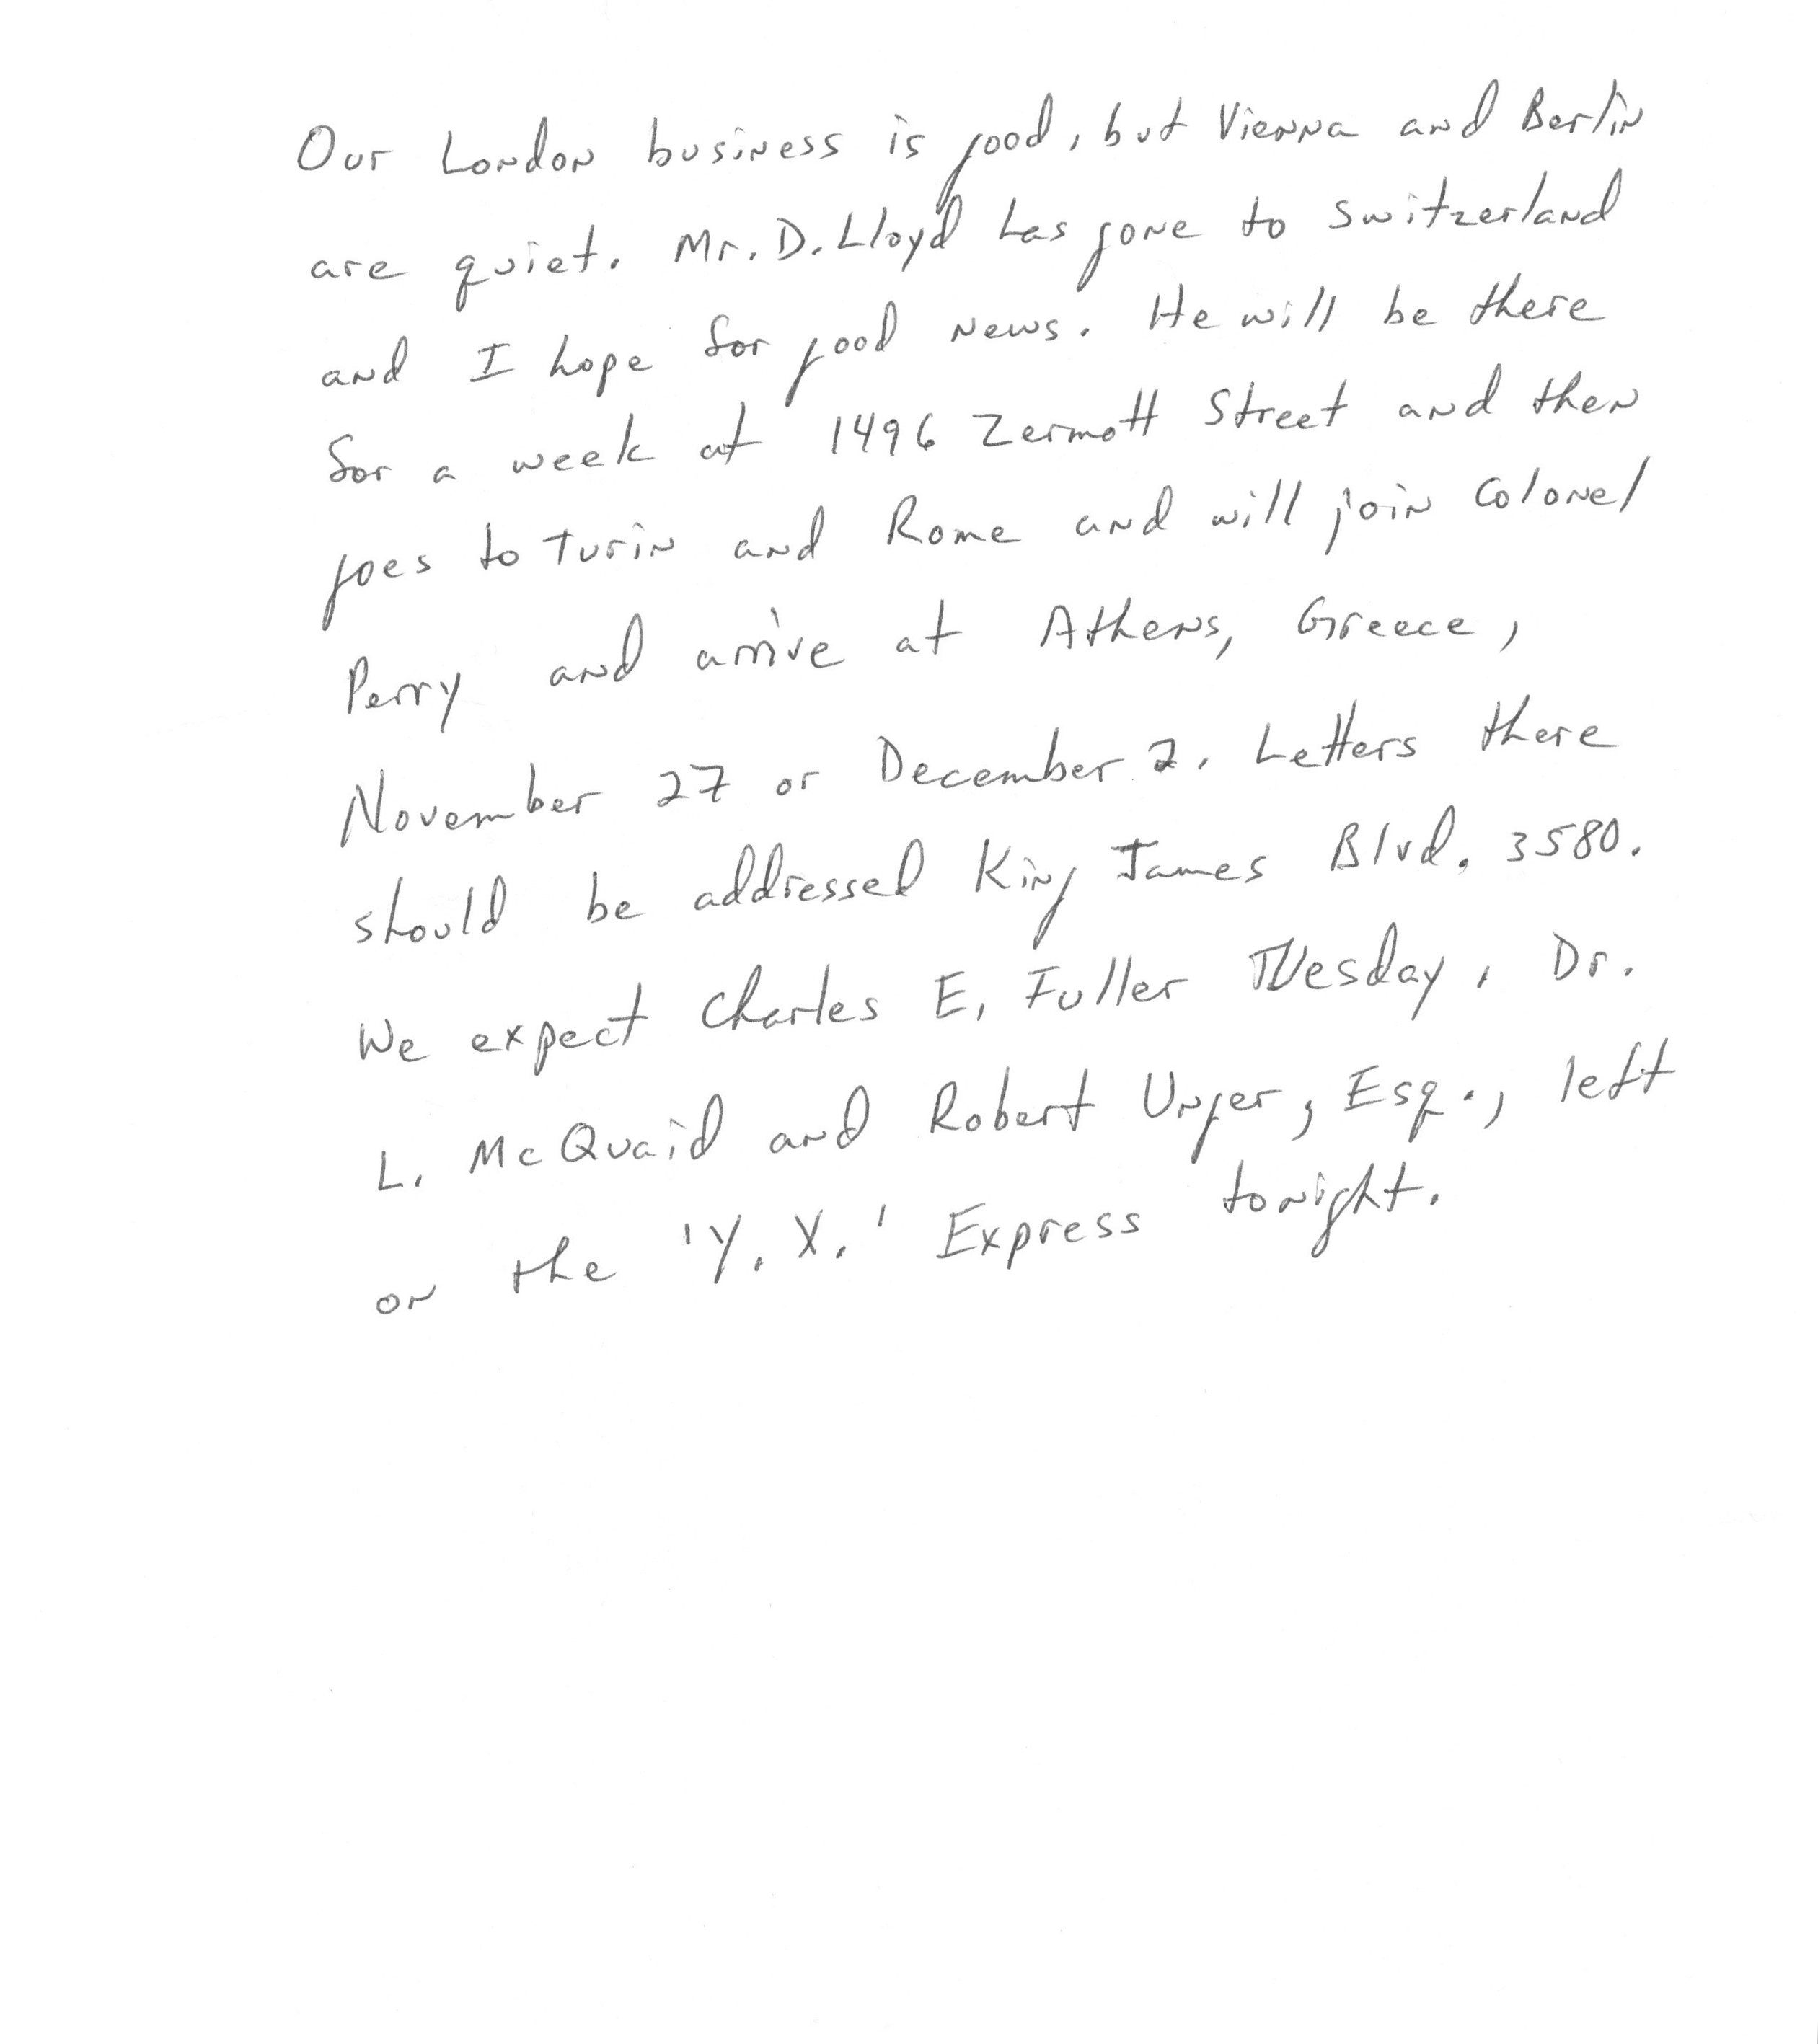 Our London business is good, but Vienna and Berlin
are quiet. Mr. D. Lloyd has gone to Switzerland
and I hope for good news. He will be there
for a week at 1496 Zermott Street and then
goes to Turin and Rome and will join Colonel
Perry and arrive at Athens, Greece,
November 27 or December 2. Letters there
should be addressed King James Blvd. 3580.
We expect Charles E. Fuller Tuesday, Dr.
L. McQuaid and Robert Unger, Esq., left
on the 'Y. X.' Express tonight.